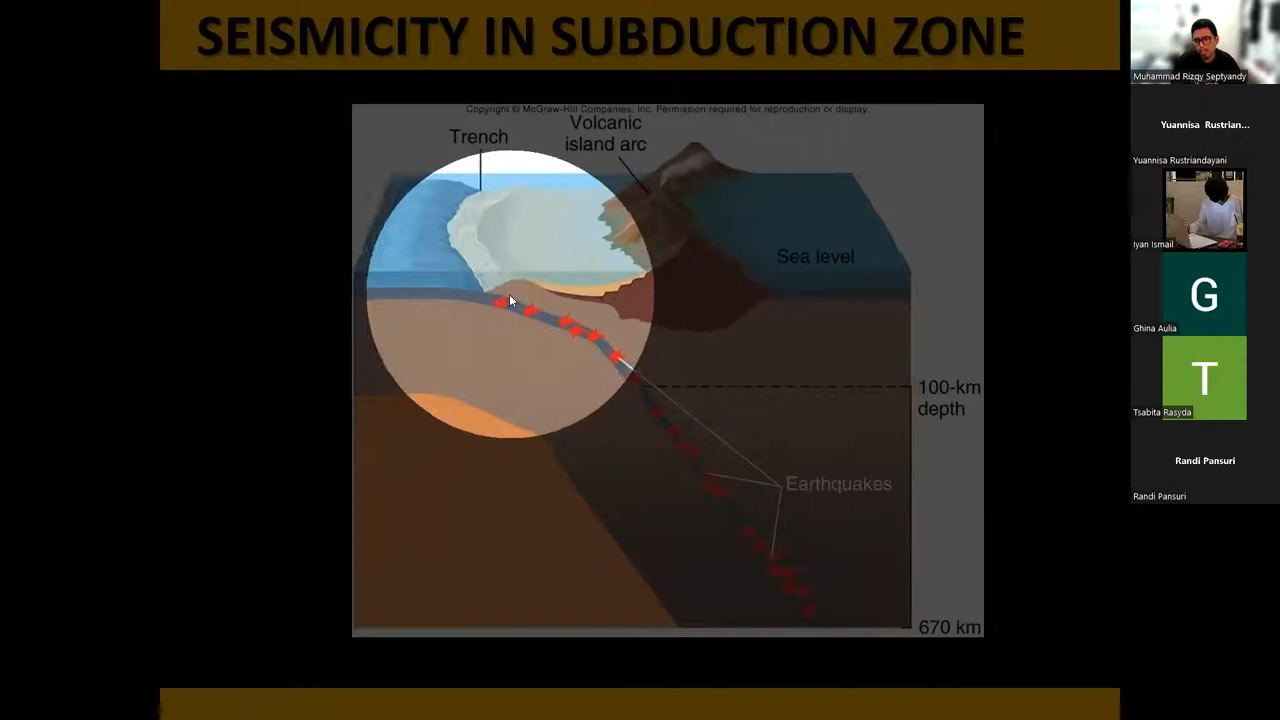 SEISMICITY IN SUBDUCTION ZONE
Copyright © McGraw-Hill Companies, Inc. Permission required for reproduction or display.
Trench
Volcanic
island arc
Sea level
100-km
depth
Earthquakes
670 km
Muhammad Rizqy Septyandy
Yuannisa Rustrian...
Yuannisa Rustriandayani
Iyan Ismail
G
Ghina Aulia
T
Tsabita Rasyda
Randi Pansuri
Randi Pansuri